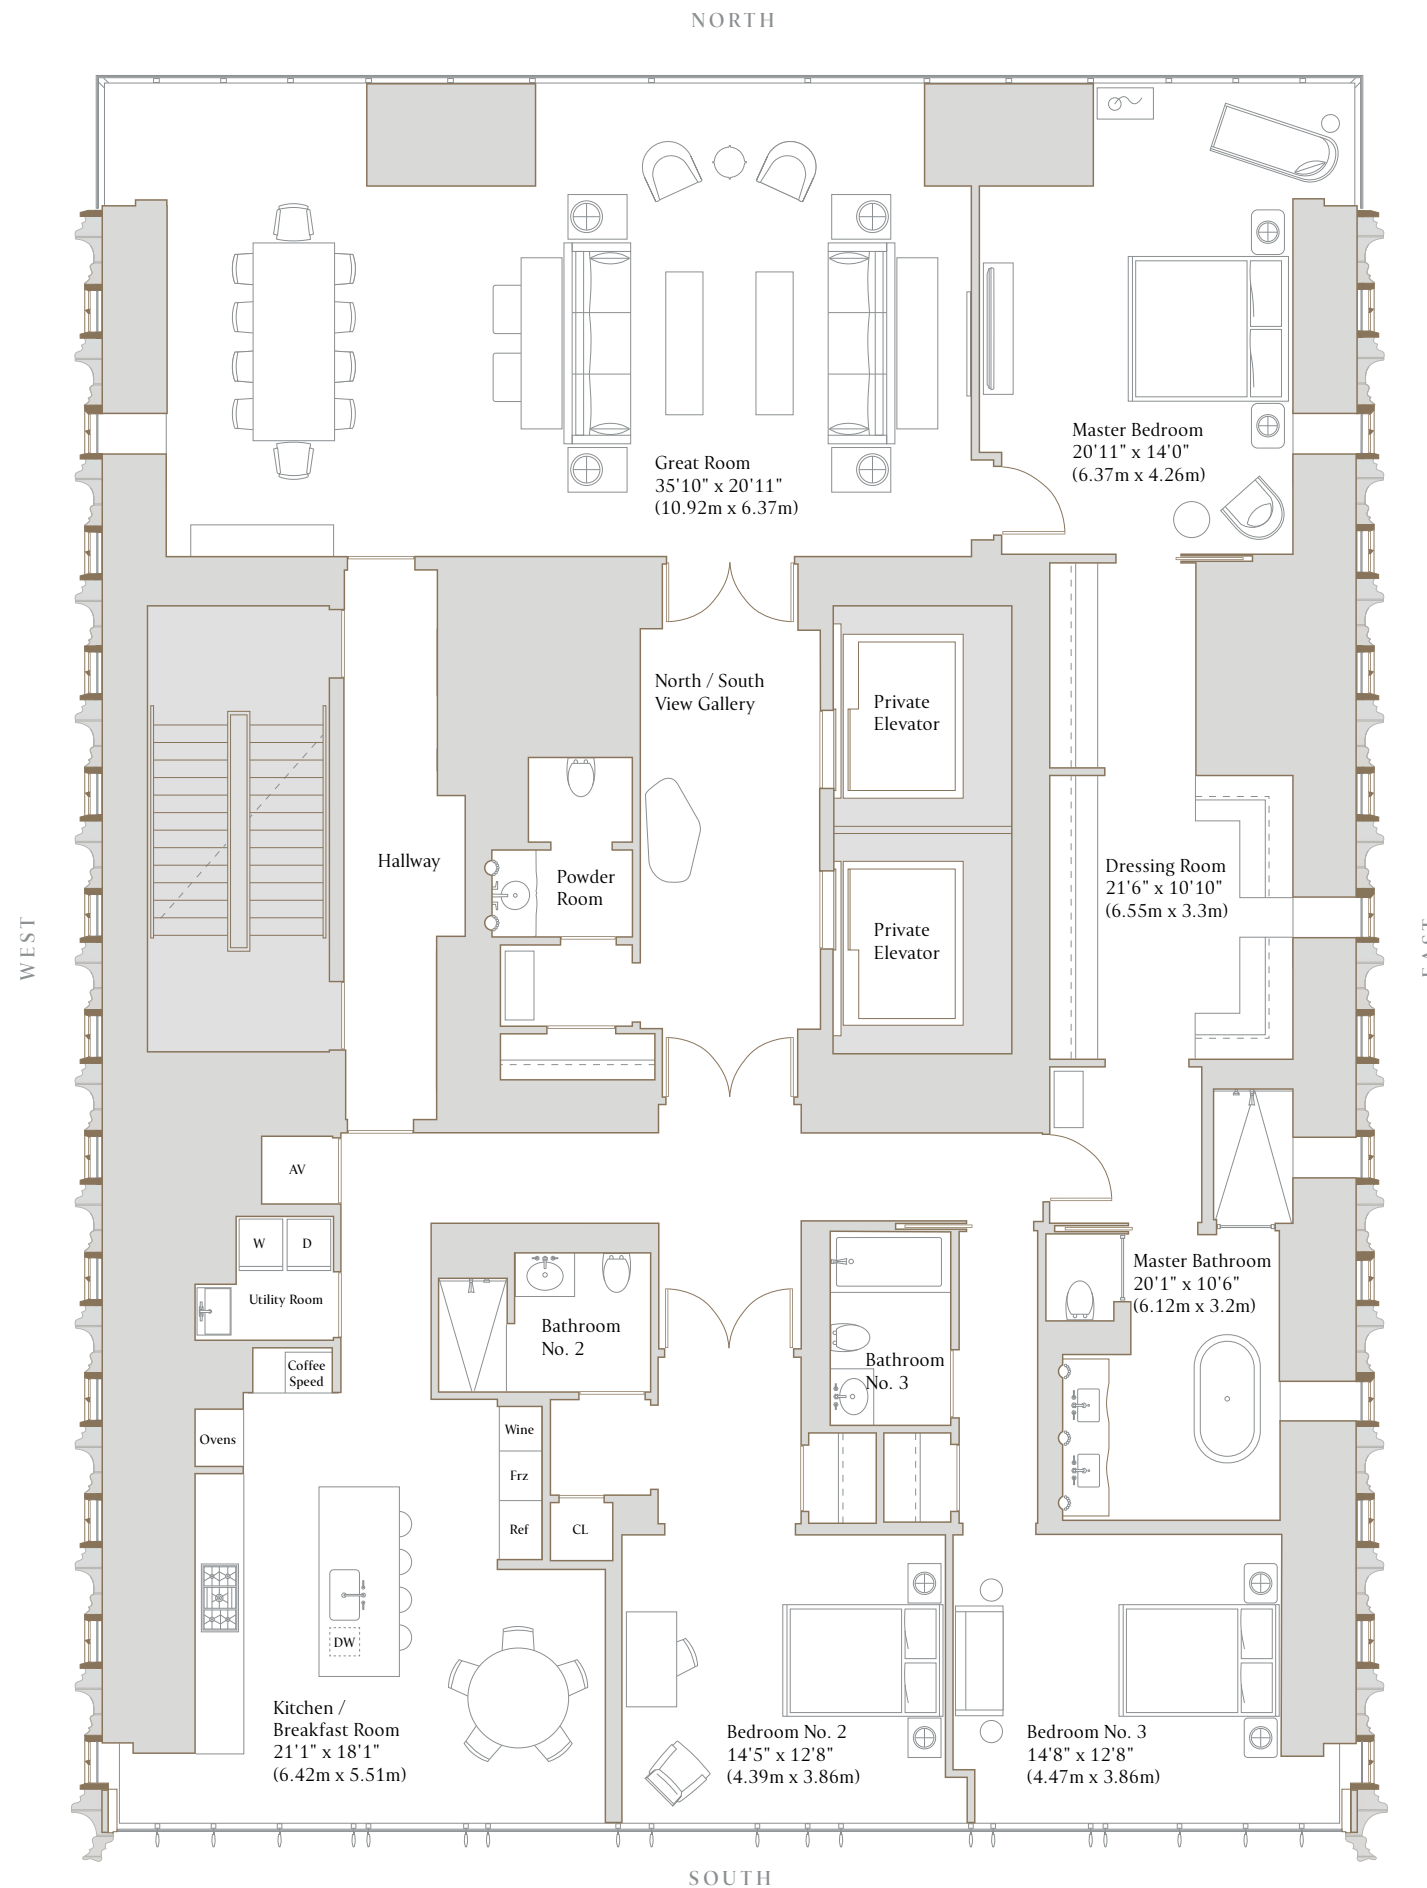 NORTH
Master Bedroom
20'11" x 14'0"
(6.37m x 4.26m)
Great Room
35'10" x 20'11"
(10.92m x 6.37m)
North / South
View Gallery
Private
Elevator
Hallway
Powder
Room
Dressing Room
21'6" x 10'10"
(6.55m x 3.3m)
Private
Elevator
WEST
EAST
AV
W
D
Utility Room
Master Bathroom
20'1" x 10'6"
(6.12m x 3.2m)
Bathroom
No. 2
Bathroom
No. 3
Coffee
Speed
Ovens
Wine
Frz
Ref
CL
DW
Kitchen /
Breakfast Room
21'1" x 18'1"
(6.42m x 5.51m)
Bedroom No. 2
14'5" x 12'8"
(4.39m x 3.86m)
Bedroom No. 3
14'8" x 12'8"
(4.47m x 3.86m)
SOUTH